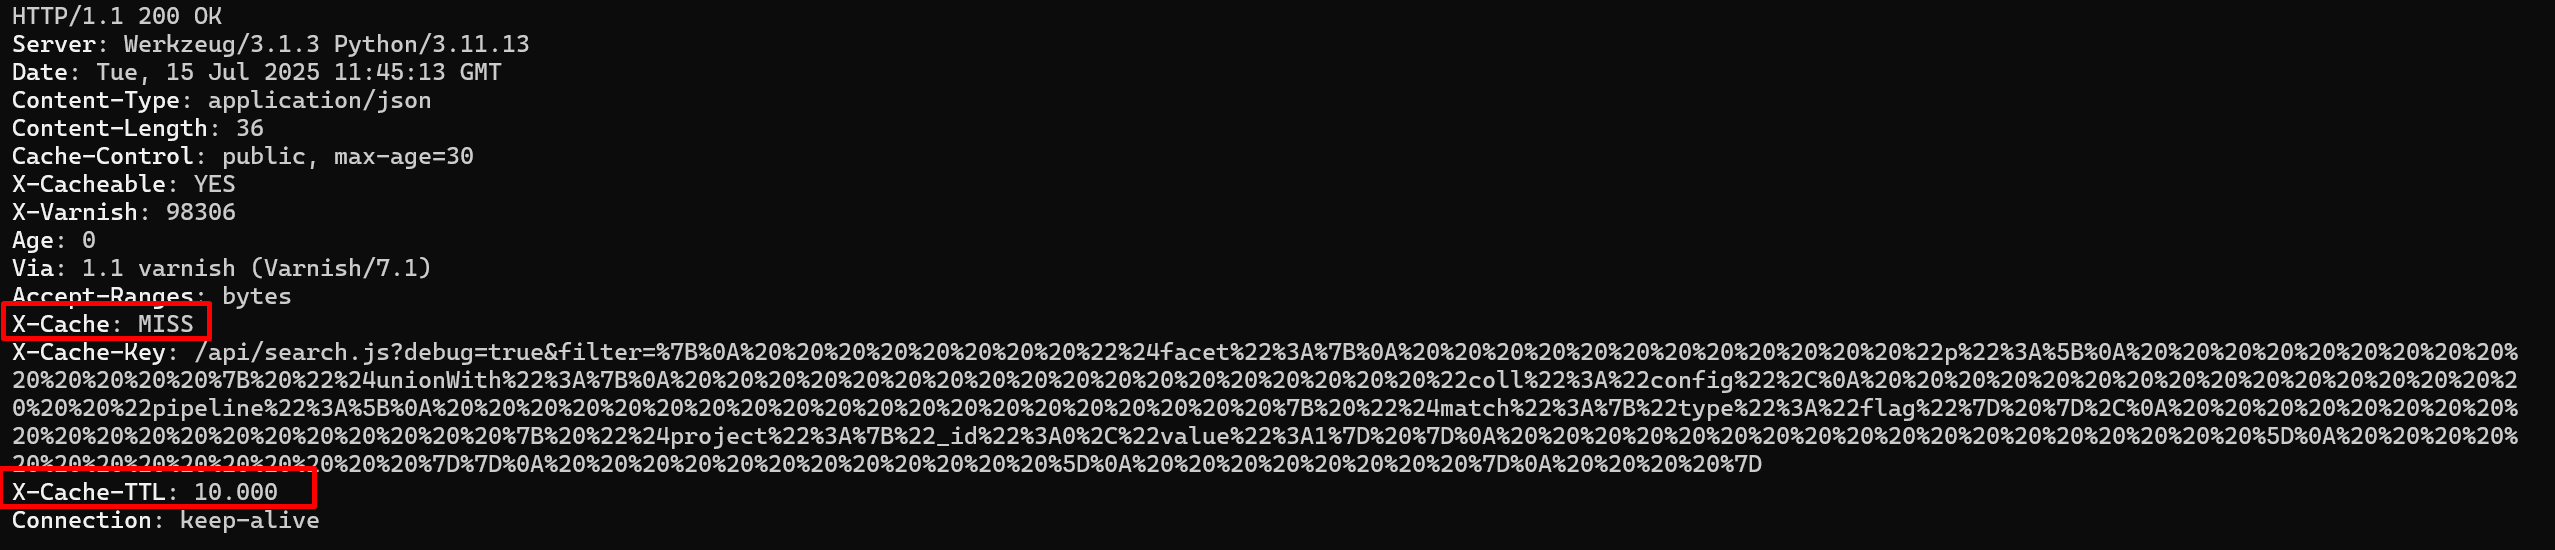 HTTP/1.1 200 OK
Server: Werkzeug/3.1.3 Python/3.11.13
Date: Tue, 15 Jul 2025 11:45:13 GMT
Content-Type: application/json
Content-Length: 36
Cache-Control: public, max-age=30
X-Cacheable: YES
X-Varnish: 98306
Age: 0
Via: 1.1 varnish (Varnish/7.1)
Accept-Ranges: bytes
X-Cache: MISS
X-Cache-Key: /api/search.js?debug=true&filter=%7B%0A%20%20%20%20%20%20%20%20%22%24facet%22%3A%7B%0A%20%20%20%20%20%20%20%20%20%20%20%20%22p%22%3A%5B%0A%20%20%20%20%20%20%20%20%20%
20%20%20%20%20%7B%20%22%24unionWith%22%3A%7B%0A%20%20%20%20%20%20%20%20%20%20%20%20%20%20%20%20%20%20%22coll%22%3A%22config%22%2C%0A%20%20%20%20%20%20%20%20%20%20%20%20%20%20%20%2
0%20%20%22pipeline%22%3A%5B%0A%20%20%20%20%20%20%20%20%20%20%20%20%20%20%20%20%20%20%20%20%7B%20%22%24match%22%3A%7B%22type%22%3A%22flag%22%7D%20%7D%2C%0A%20%20%20%20%20%20%20%20%
20%20%20%20%20%20%20%20%20%20%20%20%7B%20%22%24project%22%3A%7B%22_id%22%3A0%2C%22value%22%3A1%7D%20%7D%0A%20%20%20%20%20%20%20%20%20%20%20%20%20%20%20%20%20%20%5D%0A%20%20%20%20%
20%20%20%20%20%20%20%20%20%20%7D%7D%0A%20%20%20%20%20%20%20%20%20%20%20%20%5D%0A%20%20%20%20%20%20%20%20%7D%0A%20%20%20%20%7D
X-Cache-TTL: 10.000
Connection: keep-alive